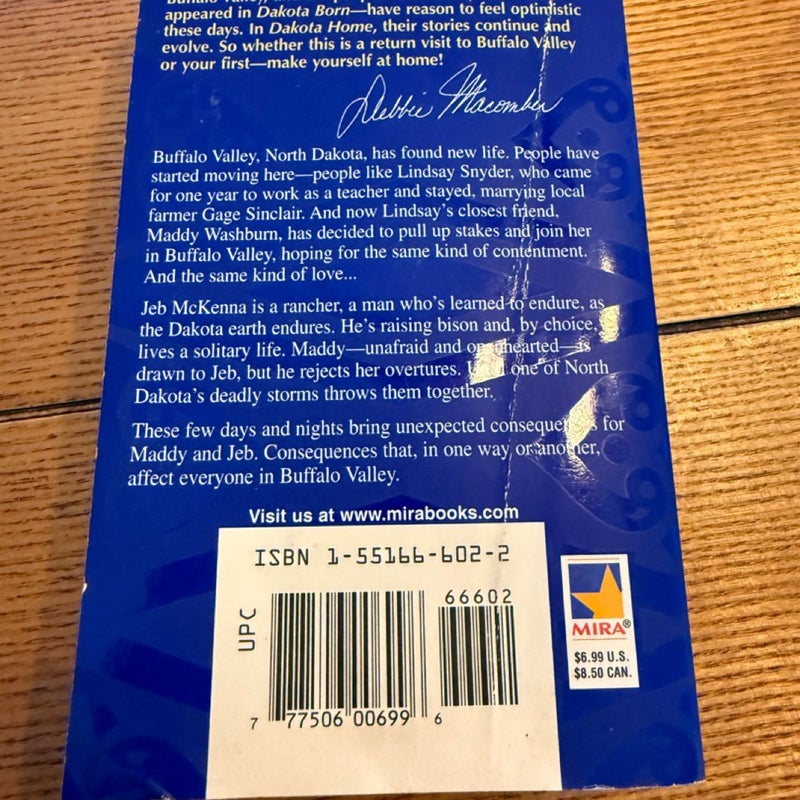 appeared in Dakota Born—have reason to feel optimistic
these days. In Dakota Home, their stories continue and
evolve. So whether this is a return visit to Buffalo Valley
or your first—make yourself at home!
Debbie Macomber
Buffalo Valley, North Dakota, has found new life. People have
started moving here—people like Lindsay Snyder, who came
for one year to work as a teacher and stayed, marrying local
farmer Gage Sinclair. And now Lindsay's closest friend,
Maddy Washburn, has decided to pull up stakes and join her
in Buffalo Valley, hoping for the same kind of contentment.
And the same kind of love...
Jeb McKenna is a rancher, a man who's learned to endure, as
the Dakota earth endures. He's raising bison and, by choice,
lives a solitary life. Maddy—unafraid and openhearted—is
drawn to Jeb, but he rejects her overtures. one of North
Dakota's deadly storms throws them together.
These few days and nights bring unexpected consequences for
Maddy and Jeb. Consequences that, in one way or another,
affect everyone in Buffalo Valley.
Visit us at www.mirabooks.com
ISBN 1-55166-602-2
66602
UPC
7 77506 00699 6
MIRA®
$6.99 U.S.
$8.50 CAN.